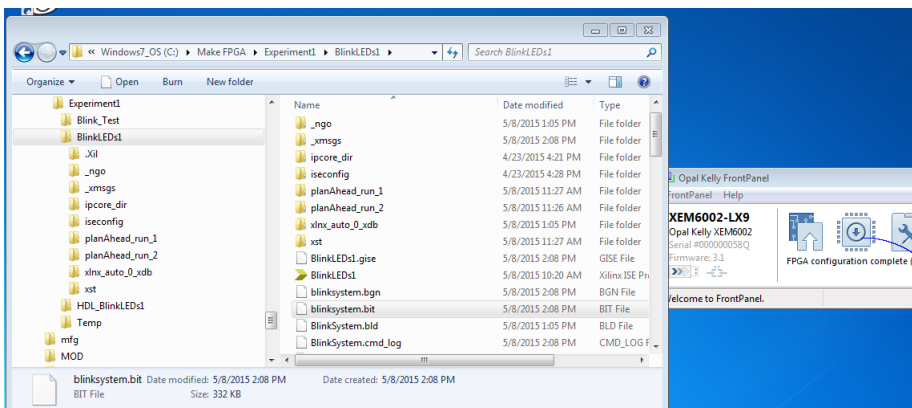 « Windows7_OS (C:) ▸ Make FPGA ▸ Experiment1 ▸ BlinkLEDs1 ▸
Search BlinkLEDs1
Organize
Open
Burn
New folder
Experiment1
Blink_Test
BlinkLEDs1
.Xil
_ngo
_xmsgs
ipcore_dir
iseconfig
planAhead_run_1
planAhead_run_2
xlnx_auto_0_xdb
xst
HDL_BlinkLEDs1
Temp
mfg
MOD
Name Date modified Type
_ngo 5/8/2015 1:05 PM File folder
_xmsgs 5/8/2015 2:08 PM File folder
ipcore_dir 4/23/2015 4:21 PM File folder
iseconfig 4/23/2015 4:28 PM File folder
planAhead_run_1 5/8/2015 11:27 AM File folder
planAhead_run_2 5/8/2015 11:26 AM File folder
xlnx_auto_0_xdb 5/8/2015 1:05 PM File folder
xst 5/8/2015 11:27 AM File folder
BlinkLEDs1.gise 5/8/2015 2:08 PM GISE File
BlinkLEDs1 5/8/2015 10:20 AM Xilinx ISE Pro
blinksystem.bgn 5/8/2015 2:08 PM BGN File
blinksystem.bit 5/8/2015 2:08 PM BIT File
BlinkSystem.bld 5/8/2015 1:05 PM BLD File
BlinkSystem.cmd_log 5/8/2015 2:08 PM CMD_LOG F
blinksystem.bit Date modified: 5/8/2015 2:08 PM Date created: 5/8/2015 2:08 PM
BIT File Size: 332 KB
Opal Kelly FrontPanel
FrontPanel Help
XEM6002-LX9
Opal Kelly XEM6002
Serial #000000058Q
Firmware: 3.1
FPGA configuration complete (
Welcome to FrontPanel.